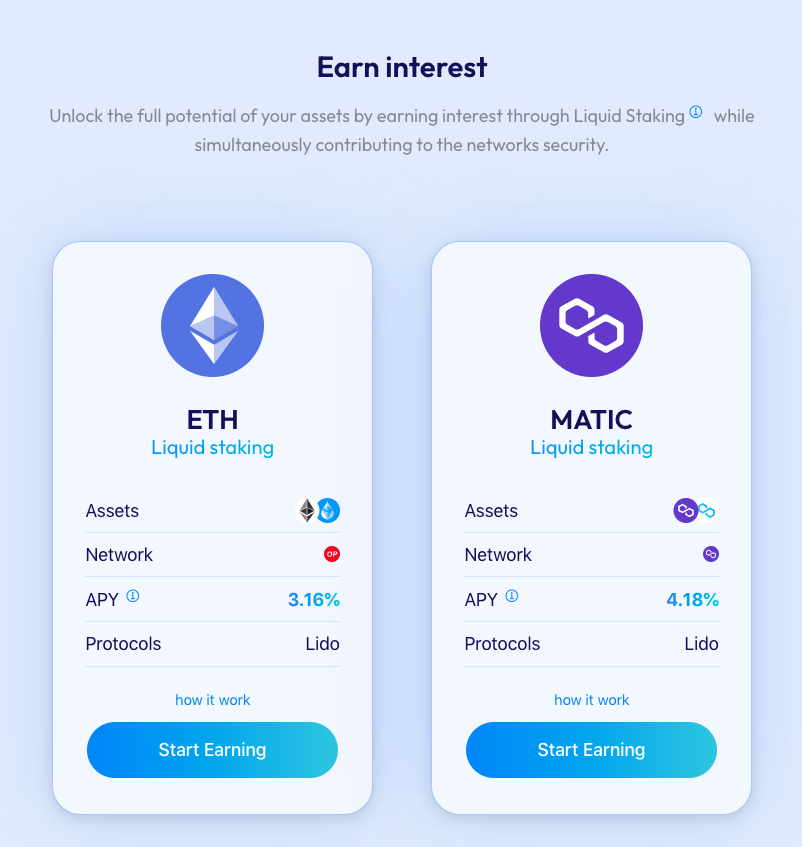 Earn interest
Unlock the full potential of your assets by earning interest through Liquid Staking while
simultaneously contributing to the networks security.
ETH
Liquid staking
Assets
Network OP
APY 3.16%
Protocols Lido
how it work
Start Earning
MATIC
Liquid staking
Assets
Network
APY 4.18%
Protocols Lido
how it work
Start Earning